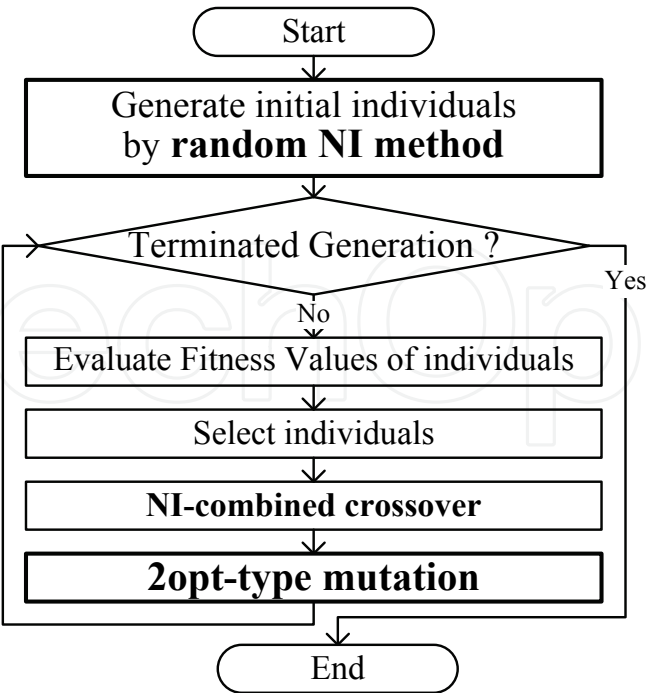 Start
Generate initial individuals
by random NI method
Terminated Generation ?
Yes
No
Evaluate Fitness Values of individuals
Select individuals
NI-combined crossover
2opt-type mutation
End